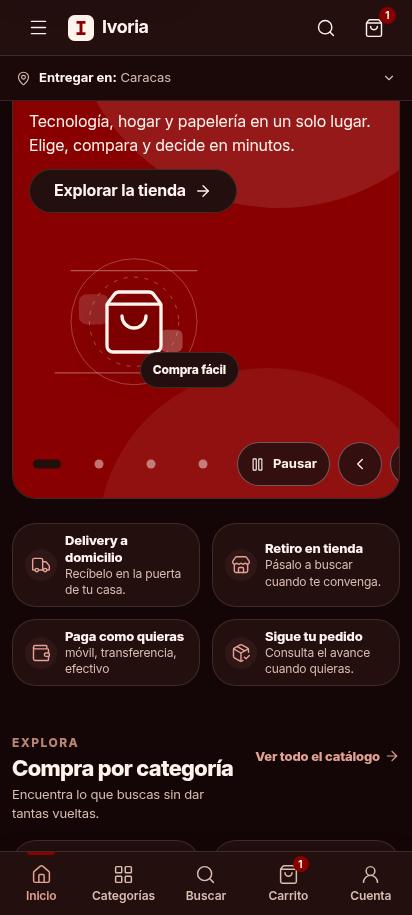 I Ivoria 1
Entregar en: Caracas
Tecnología, hogar y papelería en un solo lugar.
Elige, compara y decide en minutos.
Explorar la tienda
Compra fácil
Pausar
Delivery a
domicilio
Recíbelo en la puerta
de tu casa.
Retiro en tienda
Pásalo a buscar
cuando te convenga.
Paga como quieras
móvil, transferencia,
efectivo
Sigue tu pedido
Consulta el avance
cuando quieras.
EXPLORA
Compra por categoría
Ver todo el catálogo
Encuentra lo que buscas sin dar
tantas vueltas.
1
Inicio Categorías Buscar Carrito Cuenta